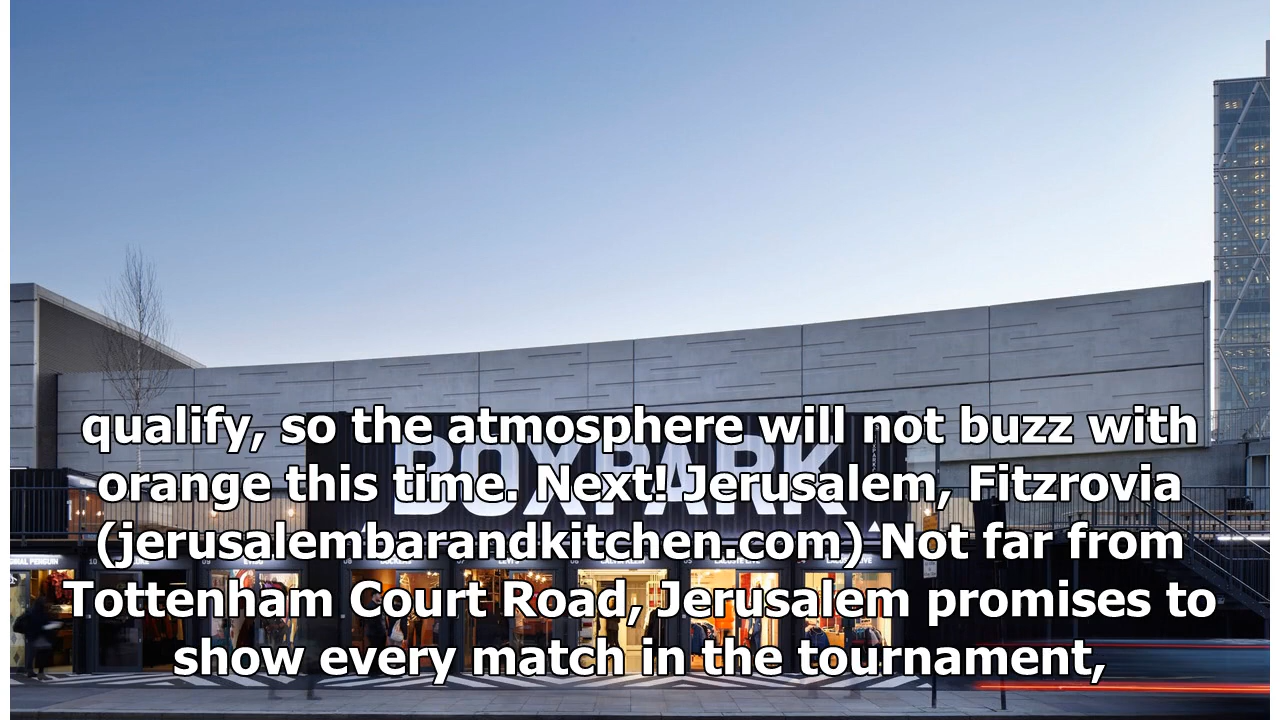 qualify, so the atmosphere will not buzz with
BOXPARK
orange this time. Next! Jerusalem, Fitzrovia
(jerusalembarandkitchen.com) Not far from
Tottenham Court Road, Jerusalem promises to
show every match in the tournament,